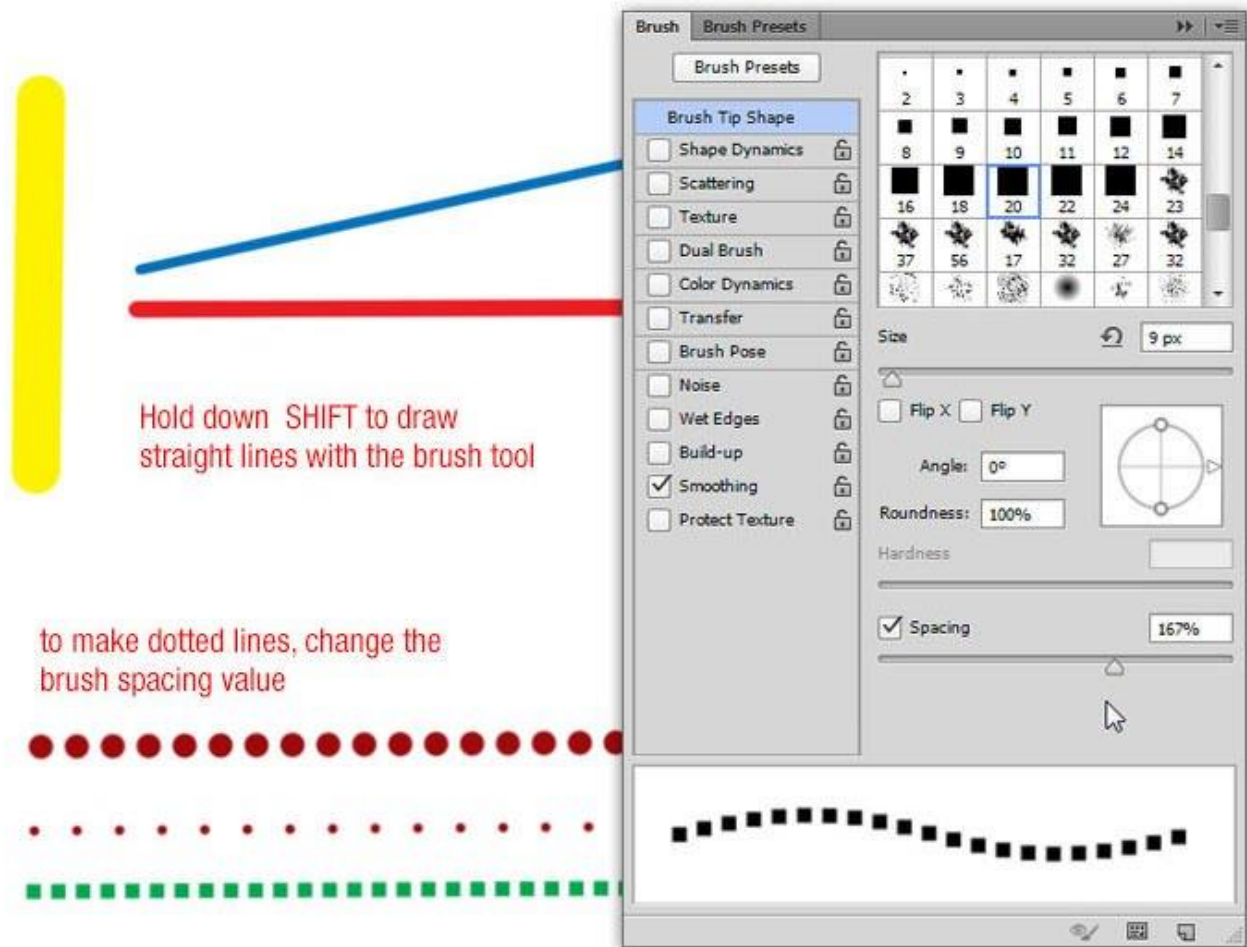 Hold down SHIFT to draw
straight lines with the brush tool
to make dotted lines, change the
brush spacing value
Brush Brush Presets
Brush Presets
Brush Tip Shape
Shape Dynamics
Scattering
Texture
Dual Brush
Color Dynamics
Transfer
Brush Pose
Noise
Wet Edges
Build-up
Smoothing
Protect Texture
2 3 4 5 6 7
8 9 10 11 12 14
16 18 20 22 24 23
37 56 17 32 27 32
Size 9 px
Flip X Flip Y
Angle: 0º
Roundness: 100%
Hardness
Spacing 167%